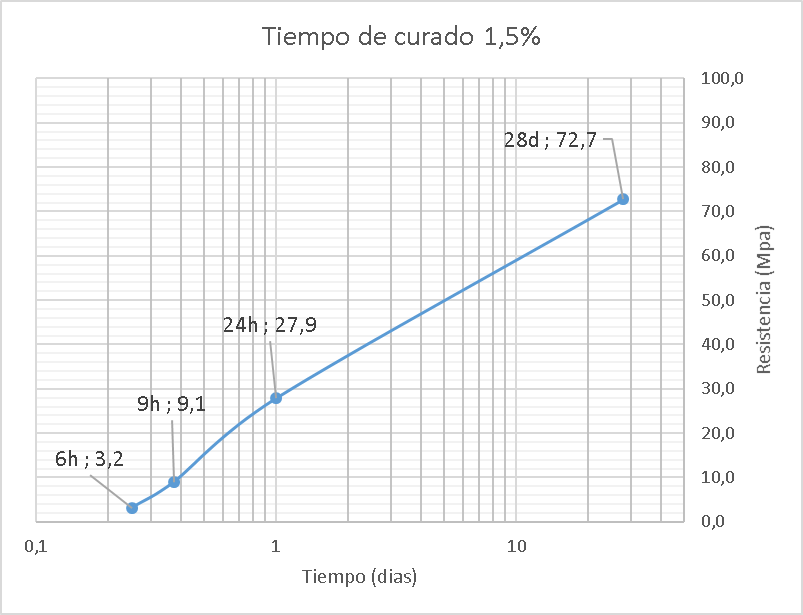 Tiempo de curado 1,5%
100,0
90,0
28d ; 72,7
80,0
70,0
60,0
50,0
24h ; 27,9
40,0
30,0
9h ; 9,1
20,0
6h ; 3,2
10,0
0,0
Resistencia (Mpa)
0,1
1
10
Tiempo (dias)